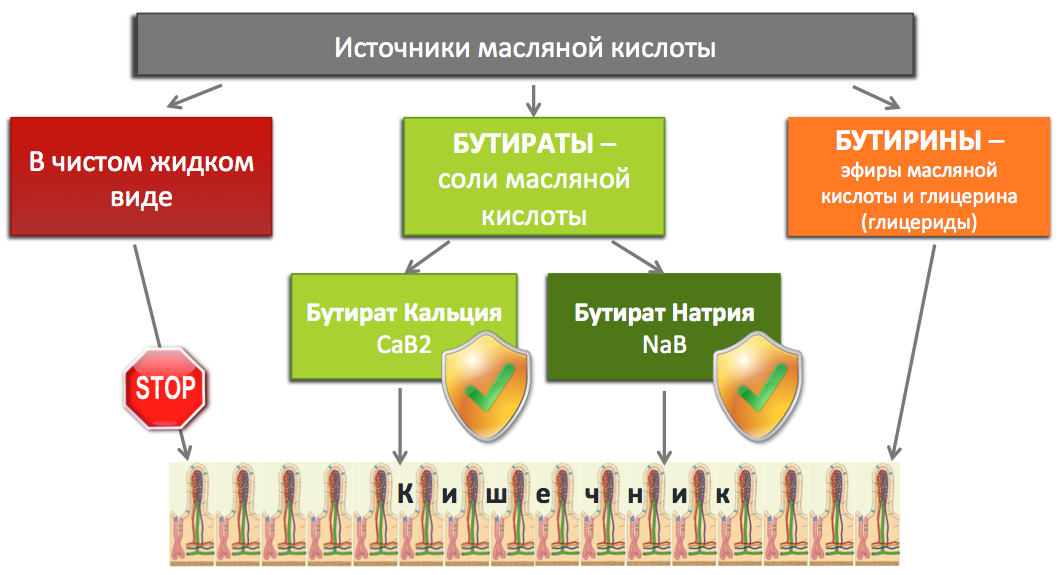 Источники масляной кислоты
В чистом жидком
виде
БУТИРАТЫ –
соли масляной
кислоты
БУТИРИНЫ –
эфиры масляной
кислоты и глицерина
(глицериды)
Бутират Кальция
CaB2
Бутират Натрия
NaB
STOP
Кишечник